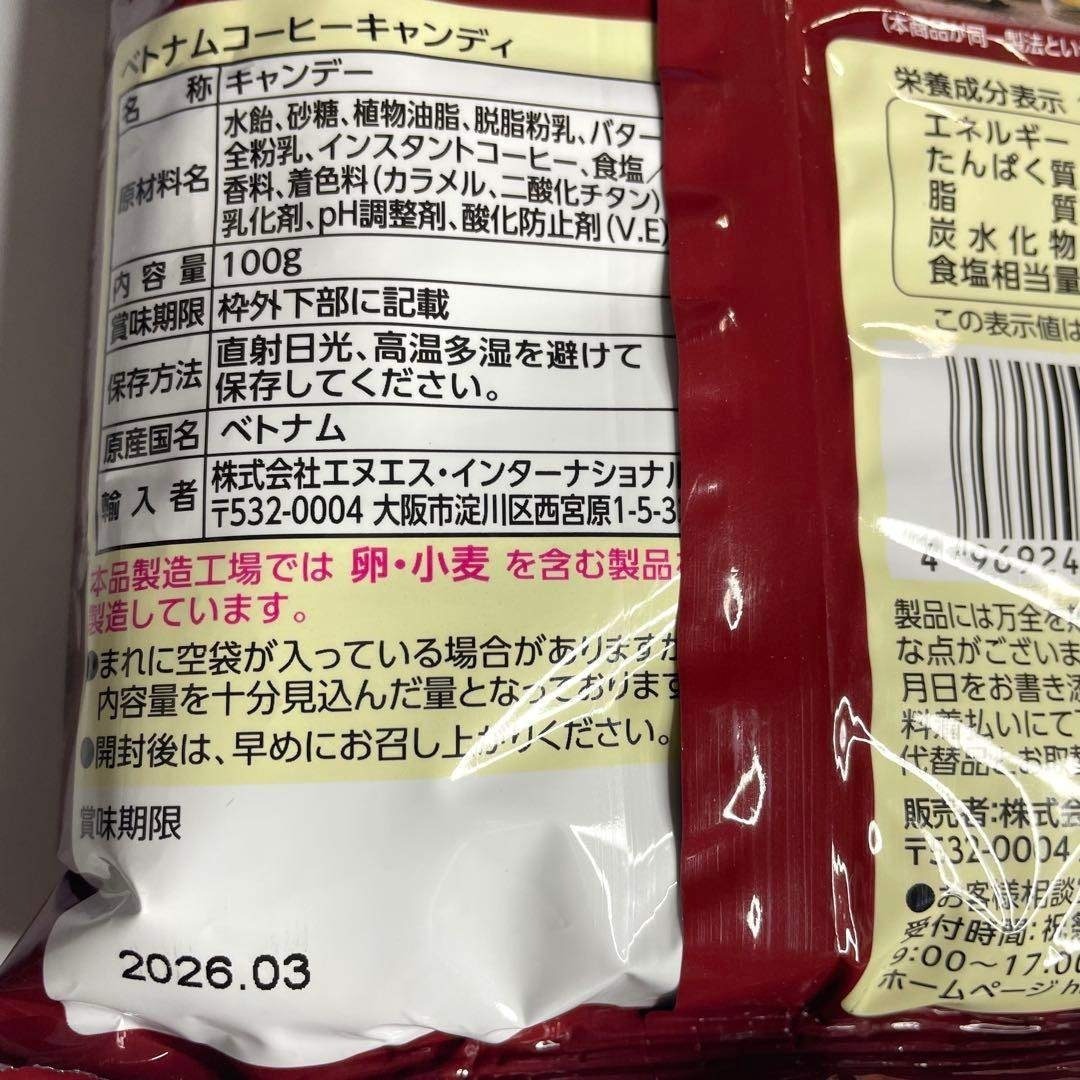 ベトナムコーヒーキャンディ
名称 キャンデー
原材料名 水飴、砂糖、植物油脂、脱脂粉乳、バター
全粉乳、インスタントコーヒー、食塩／
香料、着色料(カラメル、二酸化チタン)
乳化剤、pH調整剤、酸化防止剤(V.E)
内容量 100g
賞味期限 枠外下部に記載
保存方法 直射日光、高温多湿を避けて
保存してください。
原産国名 ベトナム
輸入者 株式会社エヌエス・インターナショナル
〒532-0004 大阪市淀川区西宮原1-5-3
本品製造工場では 卵・小麦 を含む製品
製造しています。
●まれに空袋が入っている場合がありますが
内容量を十分見込んだ量となっております
●開封後は、早めにお召し上がりください。
賞味期限
2026.03
(本商品が同一製法とい
栄養成分表示
エネルギー
たんぱく質
脂質
炭水化物
食塩相当量
この表示値は
4 96924
製品には万全を
な点がございま
月日をお書き添
料着払いにて
代替品とお取替
販売者:株式会
〒532-0004
●お客様相談
受付時間:祝
9:00～17:00
ホームページh